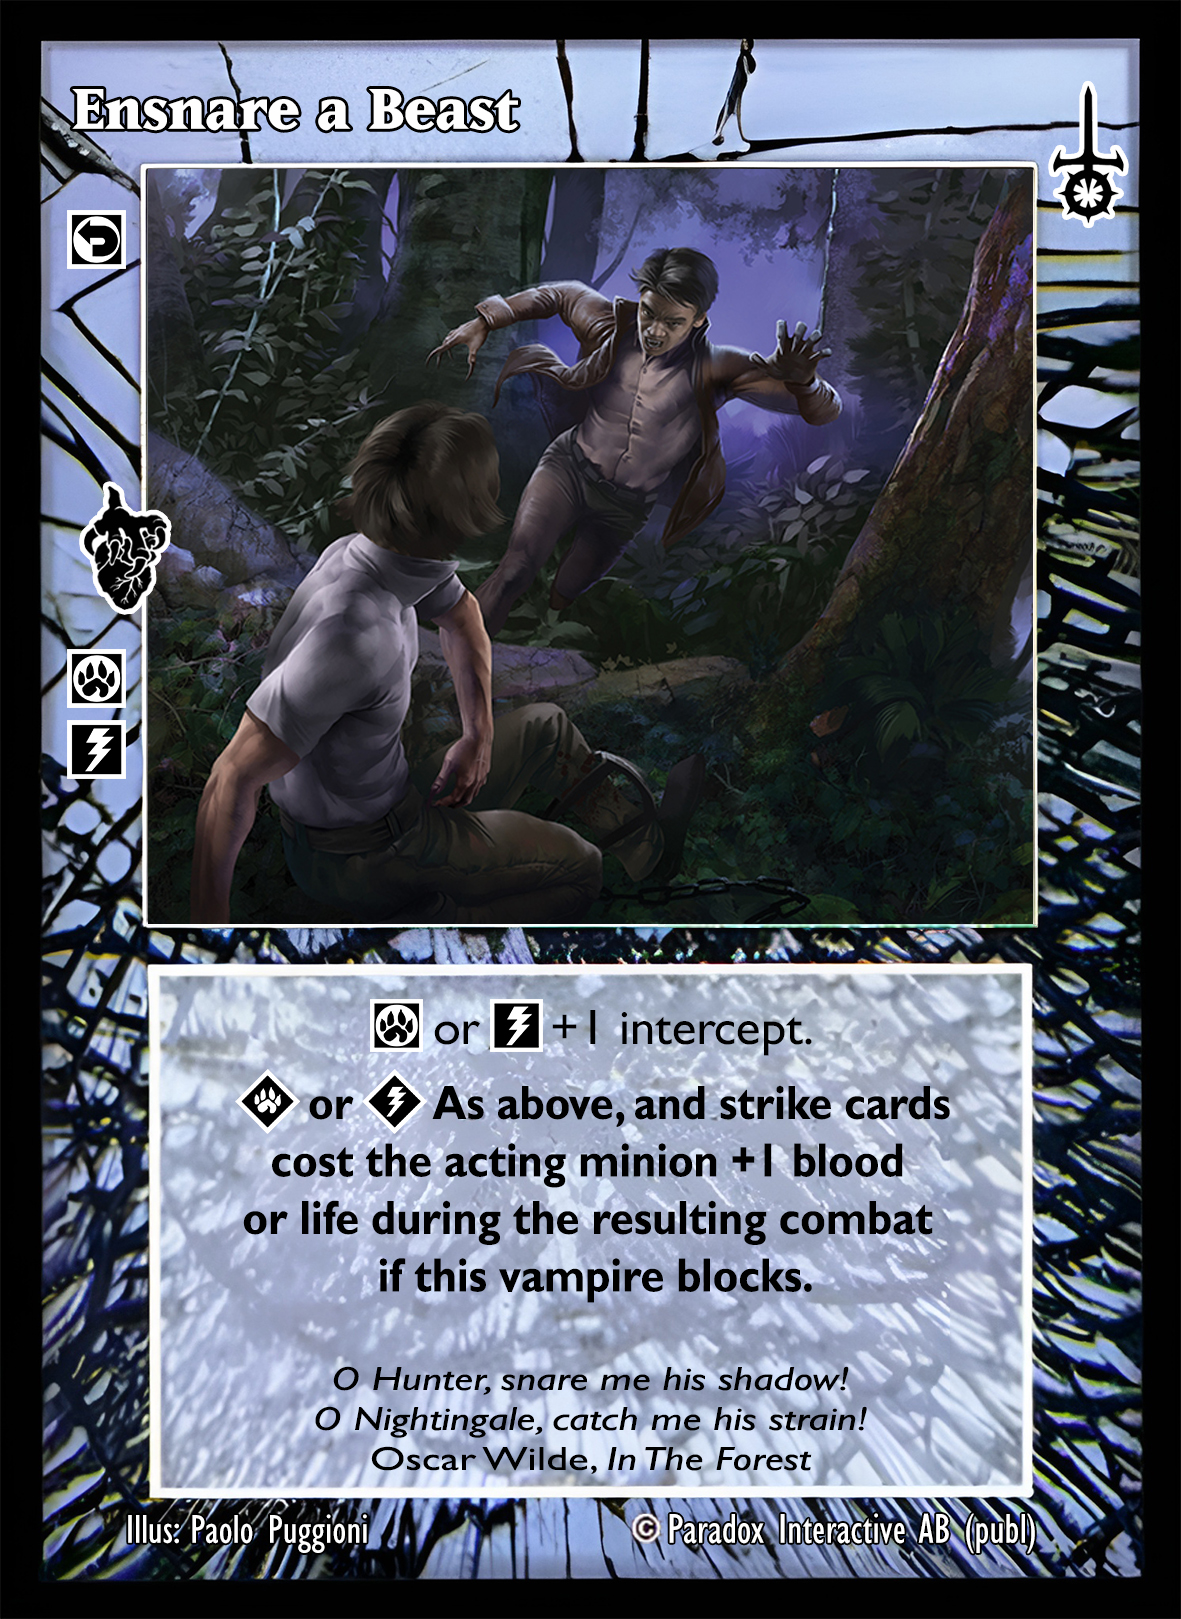 Ensnare a Beast
or +1 intercept.
or As above, and strike cards
cost the acting minion +1 blood
or life during the resulting combat
if this vampire blocks.
O Hunter, snare me his shadow!
O Nightingale, catch me his strain!
Oscar Wilde, In The Forest
Illus: Paolo Puggioni
© Paradox Interactive AB (publ)